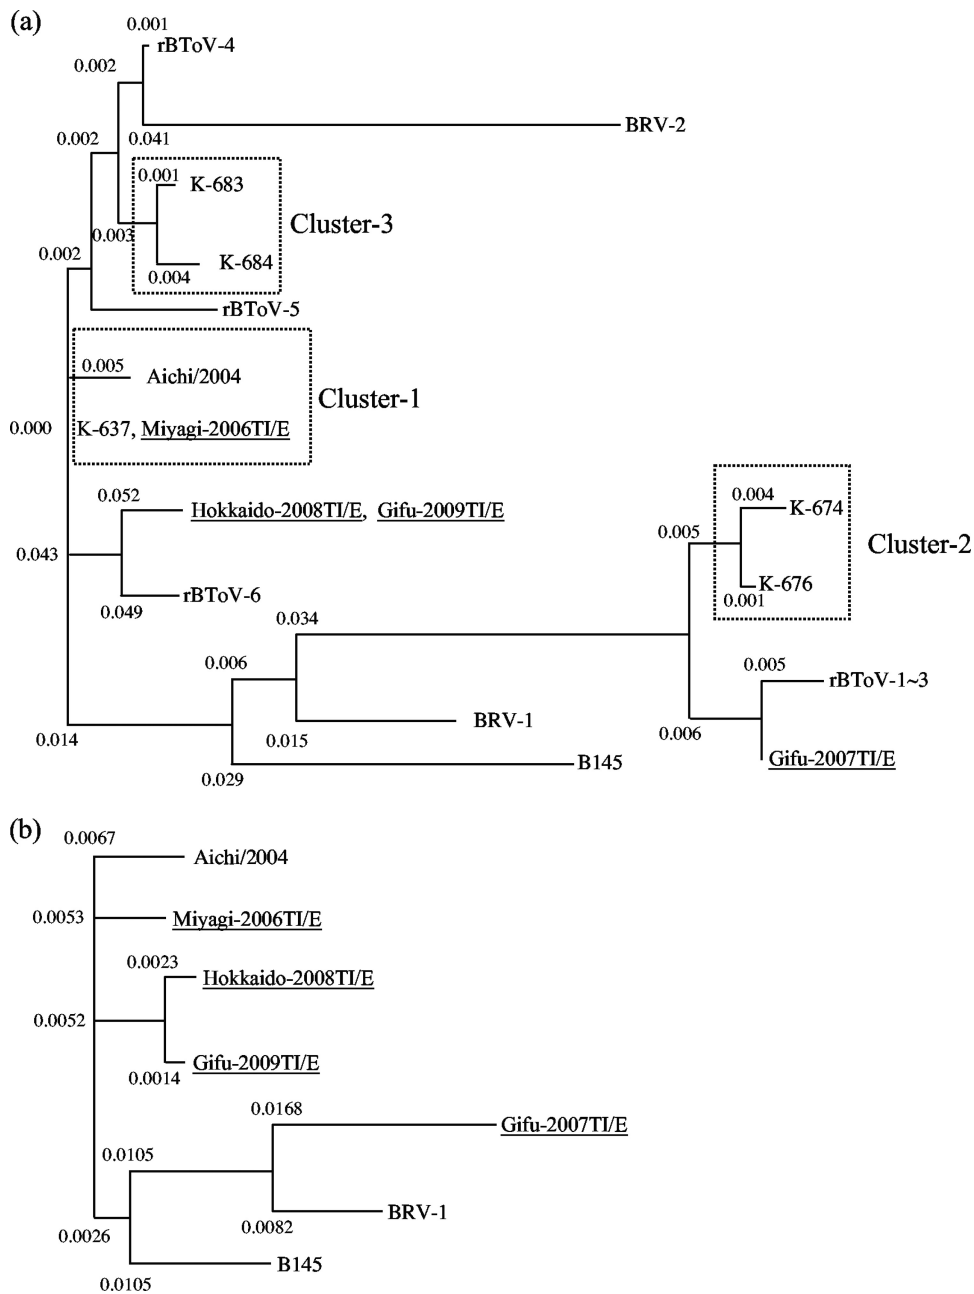 (a)
0.001
rBToV-4
0.002
BRV-2
0.002
0.041
0.001
K-683
Cluster-3
0.003
0.002
K-684
0.004
rBToV-5
0.005
Aichi/2004
Cluster-1
0.000
K-637, Miyagi-2006TI/E
0.052
Hokkaido-2008TI/E, Gifu-2009TI/E
0.004
K-674
0.005
Cluster-2
0.043
K-676
0.001
rBToV-6
0.049
0.034
0.006
0.005
rBToV-1~3
BRV-1
0.006
0.014
0.015
Gifu-2007TI/E
B145
0.029
(b)
0.0067
Aichi/2004
0.0053
Miyagi-2006TI/E
0.0023
Hokkaido-2008TI/E
0.0052
Gifu-2009TI/E
0.0014
0.0168
Gifu-2007TI/E
0.0105
BRV-1
0.0082
0.0026
B145
0.0105